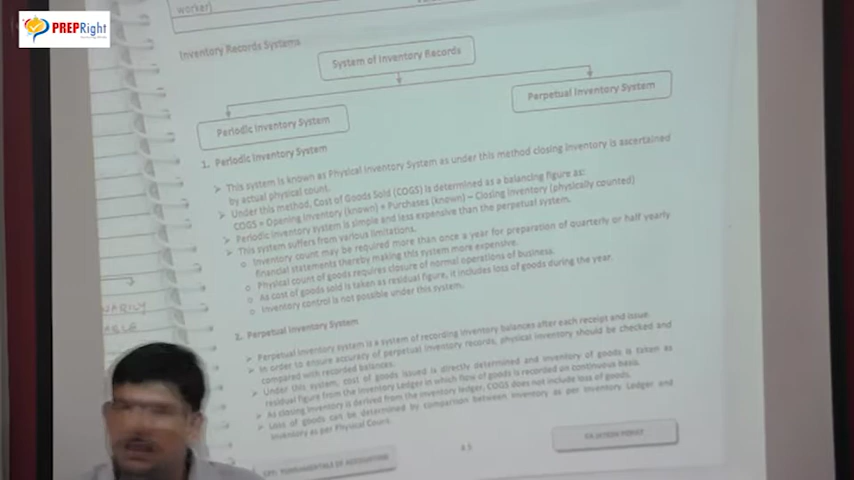 PREPRight
worker)
Inventory Records Systems
System of Inventory Records
Periodic Inventory System
Perpetual Inventory System
1. Periodic Inventory System
➢ This system is known as Physical Inventory System as under this method closing inventory is ascertained
by actual physical count.
➢ Under this method, Cost of Goods Sold (COGS) is determined as a balancing figure as:
COGS = Opening Inventory (known) + Purchases (known) – Closing Inventory (physically counted)
➢ Periodic inventory system is simple and less expensive than the perpetual system.
➢ This system suffers from various limitations.
o Inventory count may be required more than once a year for preparation of quarterly or half yearly
financial statements thereby making this system more expensive.
o Physical count of goods requires closure of normal operations of business.
o As cost of goods sold is taken as residual figure, it includes loss of goods during the year.
o Inventory control is not possible under this system.
2. Perpetual Inventory System
➢ Perpetual inventory system is a system of recording inventory balances after each receipt and issue.
➢ In order to ensure accuracy of perpetual inventory records, physical inventory should be checked and
compared with recorded balances.
➢ Under this system, cost of goods issued is directly determined and inventory of goods is taken as
residual figure from the inventory Ledger in which flow of goods is recorded on continuous basis.
➢ As closing inventory is derived from the inventory ledger, COGS does not include loss of goods.
➢ Loss of goods can be determined by comparison between inventory as per Inventory Ledger and
Inventory as per Physical Count.
CPT- FUNDAMENTALS OF ACCOUNTING